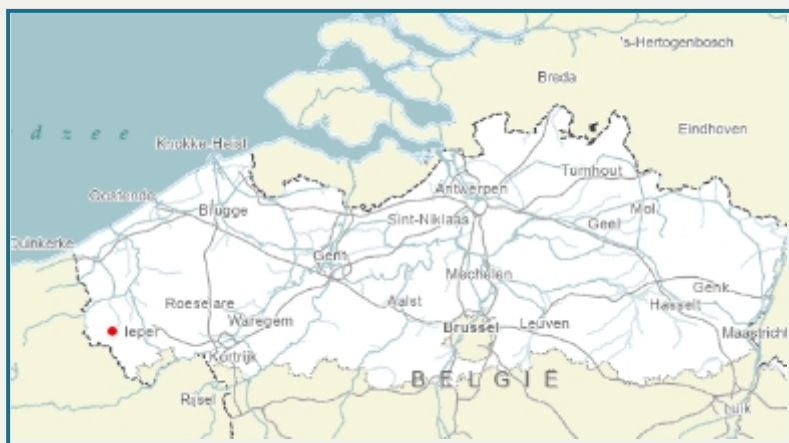 's-Hertogenbosch
Breda
dzee
Eindhoven
Knokke-Heist
Turnhout
Antwerpen
Oostende
Mol
Brugge
Sint-Niklaas
Geel
Duinkerke
Gent
Mechelen
Genk
Roeselare
Aalst
Hasselt
Waregem
Ieper
Brussel
Leuven
Maastricht
Kortrijk
BELGIË
Rijsel
Luik